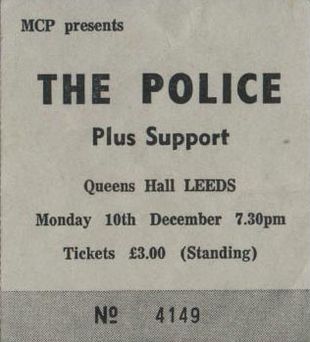 MCP presents
THE POLICE
Plus Support
Queens Hall LEEDS
Monday 10th December 7.30pm
Tickets £3.00 (Standing)
Nº 4149